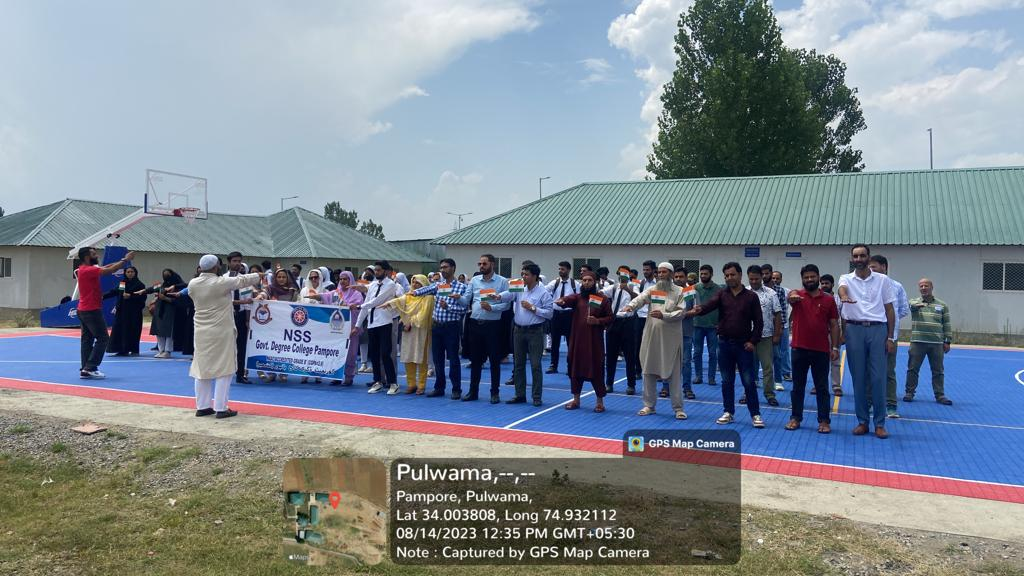 NSS
Govt. Degree College Pampore
GPS Map Camera
Pulwama,--,--
Pampore, Pulwama,
Lat 34.003808, Long 74.932112
08/14/2023 12:35 PM GMT+05:30
Note : Captured by GPS Map Camera